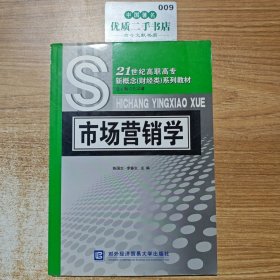 009
优质二手书店
21世纪高职高专
新概念(财经类)系列教材
SHICHANG YINGXIAO XUE
市场营销学
主 编
对外经济贸易大学出版社